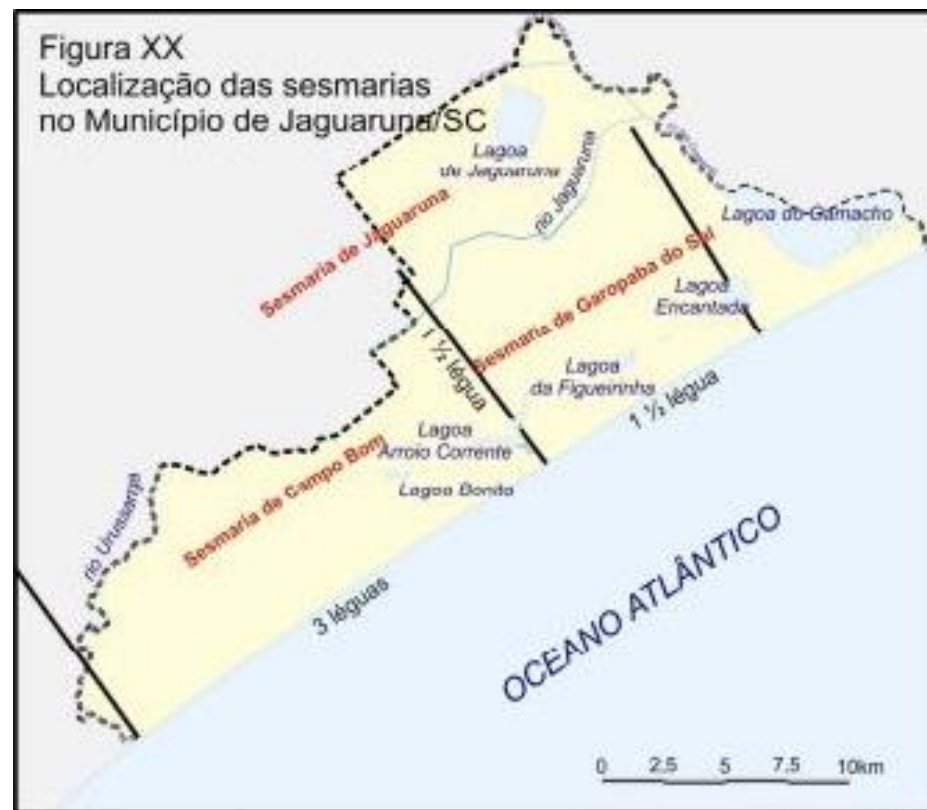 Figura XX
Localização das sesmarias
no Município de Jaguaruna/SC
Lagoa
de Jaguaruna
rio Jaguaruna
Lagoa do Camacho
Sesmaria de Jaguaruna
Sesmaria de Garopaba do Sul
Lagoa
Encantada
1 ½ légua
Lagoa
da Figueirinha
1 ½ légua
Lagoa
Arroio Corrente
Lagoa Bonita
Sesmaria de Campo Bom
rio Urussanga
3 léguas
OCEANO ATLÂNTICO
0 2,5 5 7,5 10km